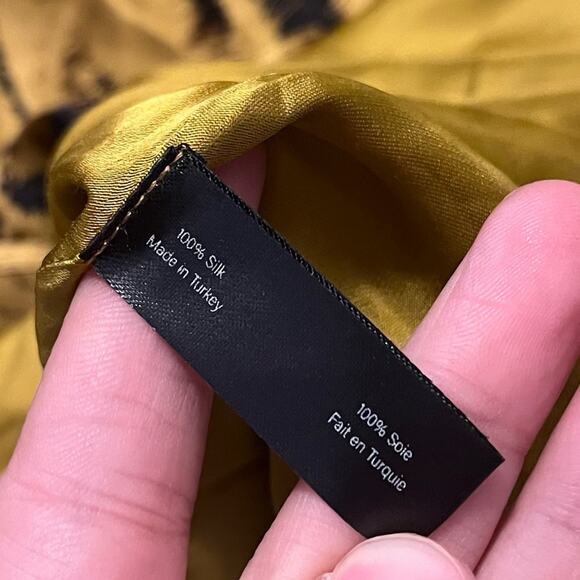 100% Silk
Made in Turkey
100% Soie
Fait en Turquie